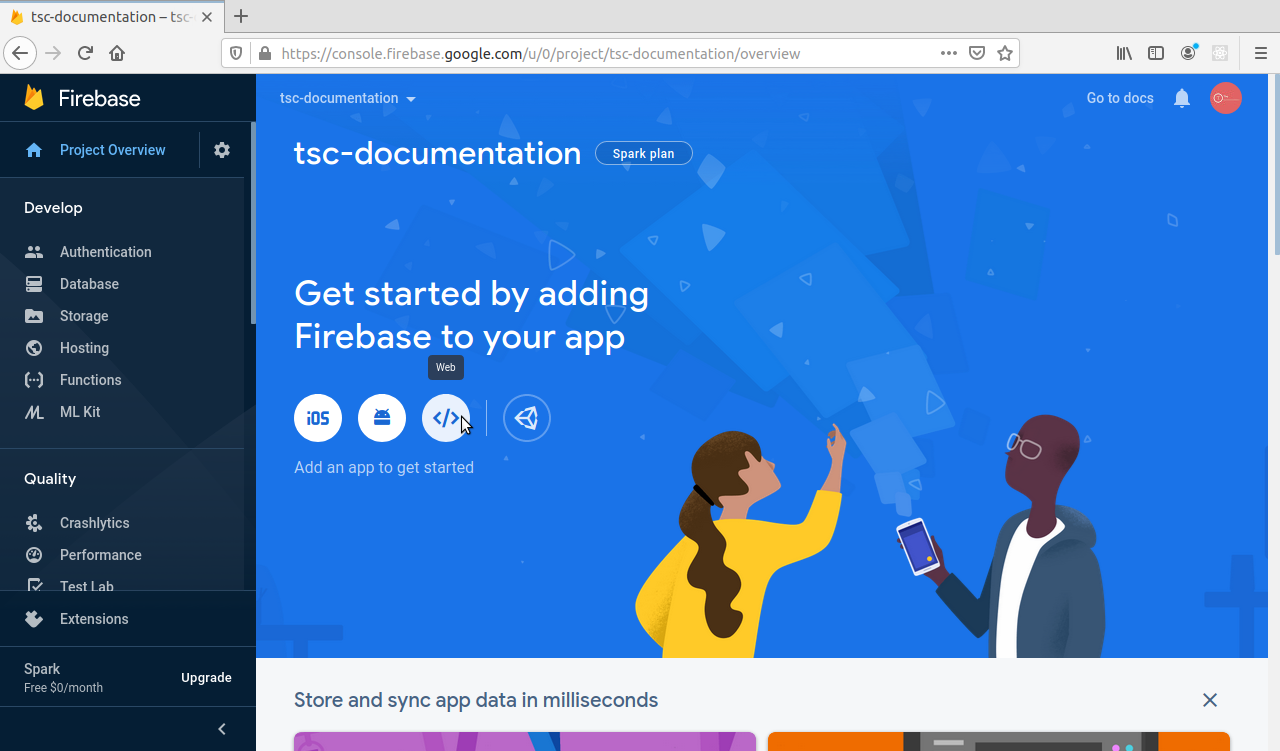 tsc-documentation – tsc-
https://console.firebase.google.com/u/0/project/tsc-documentation/overview
Firebase
Project Overview
Develop
Authentication
Database
Storage
Hosting
Functions
ML Kit
Quality
Crashlytics
Performance
Test Lab
Extensions
Spark
Free $0/month
Upgrade
tsc-documentation
Go to docs
tsc-documentation
Spark plan
Get started by adding
Firebase to your app
Web
iOS
</>
Add an app to get started
Store and sync app data in milliseconds